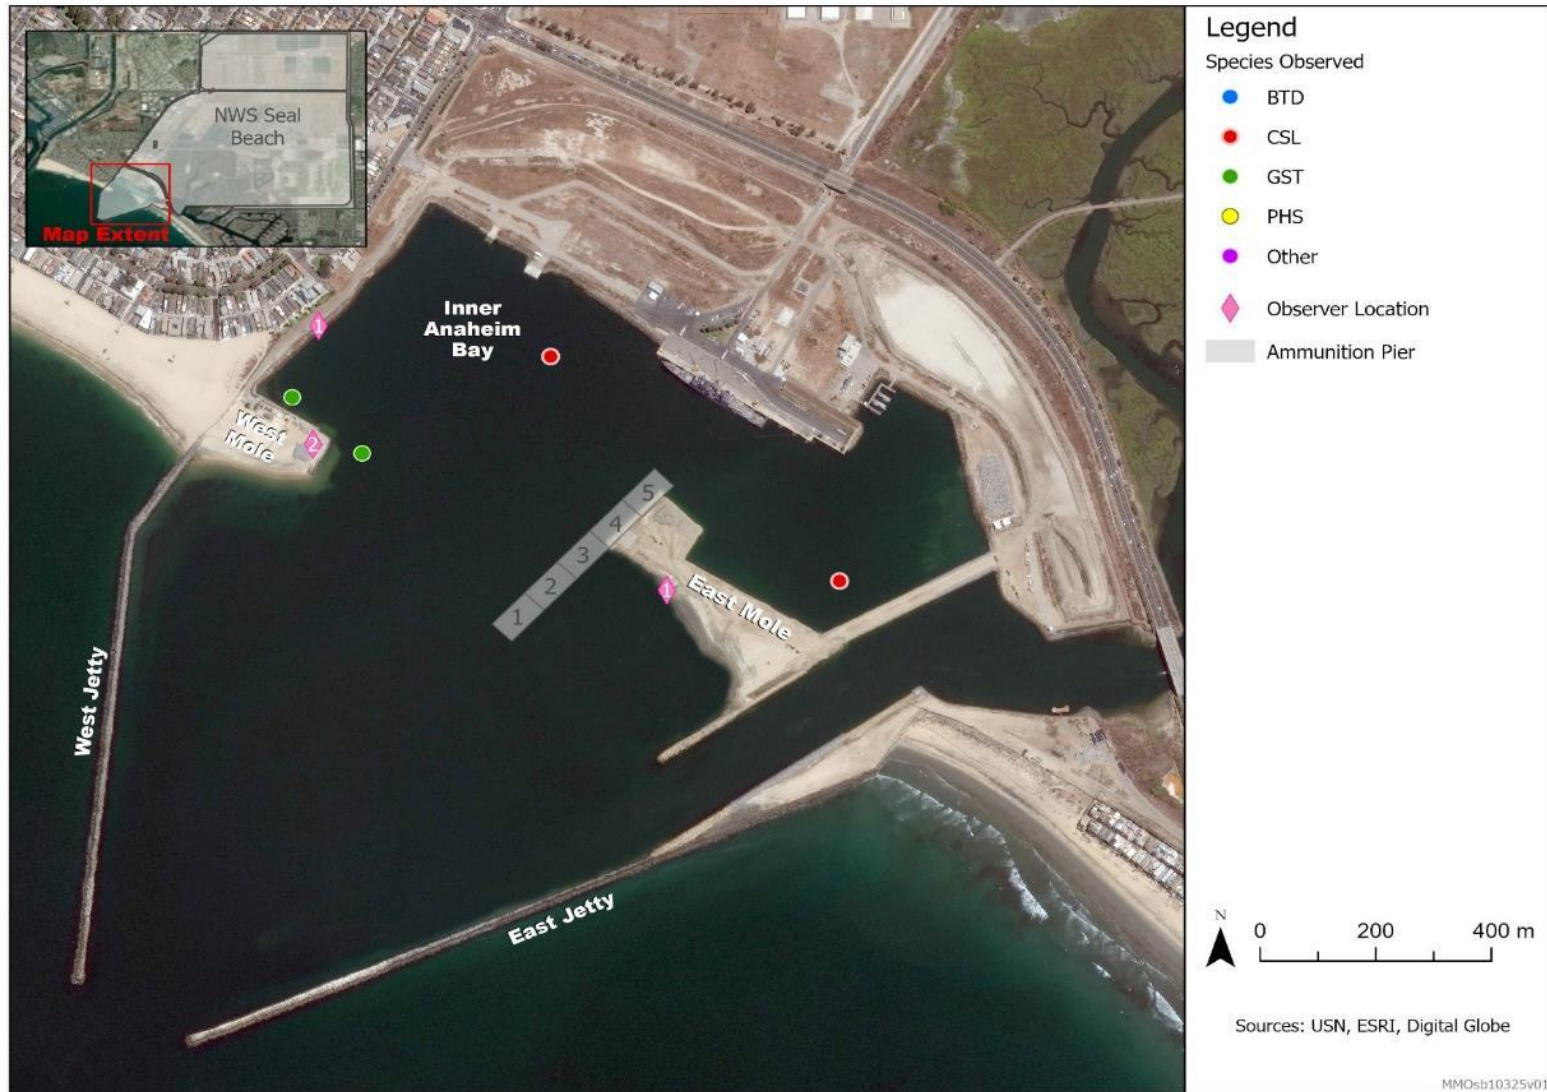 NWS Seal
Beach
Map Extent
Inner
Anaheim
Bay
1
West
Mole
2
5
4
3
2
1
1
East Mole
West Jetty
East Jetty
Legend
Species Observed
BTD
CSL
GST
PHS
Other
Observer Location
Ammunition Pier
N
0 200 400 m
Sources: USN, ESRI, Digital Globe
MMOsb10325v01